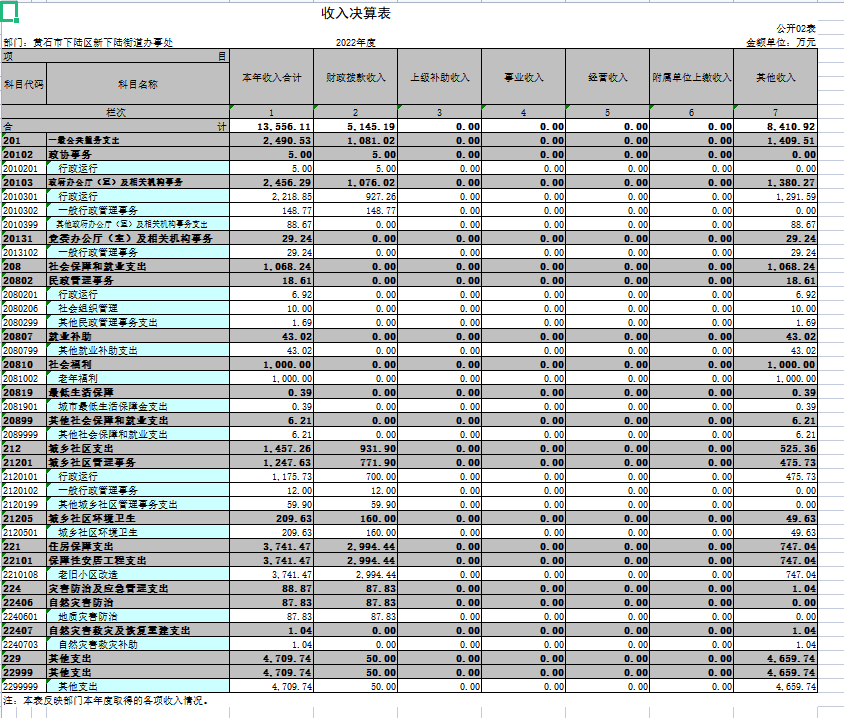 收入决算表
公开02表
部门：黄石市下陆区新下陆街道办事处 2022年度 金额单位：万元
项 目 本年收入合计 财政拨款收入 上级补助收入 事业收入 经营收入 附属单位上缴收入 其他收入
科目代码 科目名称
栏次 1 2 3 4 5 6 7
合 计 13,556.11 5,145.19 0.00 0.00 0.00 0.00 8,410.92
201 一般公共服务支出 2,490.53 1,081.02 0.00 0.00 0.00 0.00 1,409.51
20102 政协事务 5.00 5.00 0.00 0.00 0.00 0.00 0.00
2010201 行政运行 5.00 5.00 0.00 0.00 0.00 0.00 0.00
20103 政府办公厅（室）及相关机构事务 2,456.29 1,076.02 0.00 0.00 0.00 0.00 1,380.27
2010301 行政运行 2,218.85 927.26 0.00 0.00 0.00 0.00 1,291.59
2010302 一般行政管理事务 148.77 148.77 0.00 0.00 0.00 0.00 0.00
2010399 其他政府办公厅（室）及相关机构事务支出 88.67 0.00 0.00 0.00 0.00 0.00 88.67
20131 党委办公厅（室）及相关机构事务 29.24 0.00 0.00 0.00 0.00 0.00 29.24
2013102 一般行政管理事务 29.24 0.00 0.00 0.00 0.00 0.00 29.24
208 社会保障和就业支出 1,068.24 0.00 0.00 0.00 0.00 0.00 1,068.24
20802 民政管理事务 18.61 0.00 0.00 0.00 0.00 0.00 18.61
2080201 行政运行 6.92 0.00 0.00 0.00 0.00 0.00 6.92
2080206 社会组织管理 10.00 0.00 0.00 0.00 0.00 0.00 10.00
2080299 其他民政管理事务支出 1.69 0.00 0.00 0.00 0.00 0.00 1.69
20807 就业补助 43.02 0.00 0.00 0.00 0.00 0.00 43.02
2080799 其他就业补助支出 43.02 0.00 0.00 0.00 0.00 0.00 43.02
20810 社会福利 1,000.00 0.00 0.00 0.00 0.00 0.00 1,000.00
2081002 老年福利 1,000.00 0.00 0.00 0.00 0.00 0.00 1,000.00
20819 最低生活保障 0.39 0.00 0.00 0.00 0.00 0.00 0.39
2081901 城市最低生活保障金支出 0.39 0.00 0.00 0.00 0.00 0.00 0.39
20899 其他社会保障和就业支出 6.21 0.00 0.00 0.00 0.00 0.00 6.21
2089999 其他社会保障和就业支出 6.21 0.00 0.00 0.00 0.00 0.00 6.21
212 城乡社区支出 1,457.26 931.90 0.00 0.00 0.00 0.00 525.36
21201 城乡社区管理事务 1,247.63 771.90 0.00 0.00 0.00 0.00 475.73
2120101 行政运行 1,175.73 700.00 0.00 0.00 0.00 0.00 475.73
2120102 一般行政管理事务 12.00 12.00 0.00 0.00 0.00 0.00 0.00
2120199 其他城乡社区管理事务支出 59.90 59.90 0.00 0.00 0.00 0.00 0.00
21205 城乡社区环境卫生 209.63 160.00 0.00 0.00 0.00 0.00 49.63
2120501 城乡社区环境卫生 209.63 160.00 0.00 0.00 0.00 0.00 49.63
221 住房保障支出 3,741.47 2,994.44 0.00 0.00 0.00 0.00 747.04
22101 保障性安居工程支出 3,741.47 2,994.44 0.00 0.00 0.00 0.00 747.04
2210108 老旧小区改造 3,741.47 2,994.44 0.00 0.00 0.00 0.00 747.04
224 灾害防治及应急管理支出 88.87 87.83 0.00 0.00 0.00 0.00 1.04
22406 自然灾害防治 87.83 87.83 0.00 0.00 0.00 0.00 0.00
2240601 地质灾害防治 87.83 87.83 0.00 0.00 0.00 0.00 0.00
22407 自然灾害救灾及恢复重建支出 1.04 0.00 0.00 0.00 0.00 0.00 1.04
2240703 自然灾害救灾补助 1.04 0.00 0.00 0.00 0.00 0.00 1.04
229 其他支出 4,709.74 50.00 0.00 0.00 0.00 0.00 4,659.74
22999 其他支出 4,709.74 50.00 0.00 0.00 0.00 0.00 4,659.74
2299999 其他支出 4,709.74 50.00 0.00 0.00 0.00 0.00 4,659.74
注：本表反映部门本年度取得的各项收入情况。